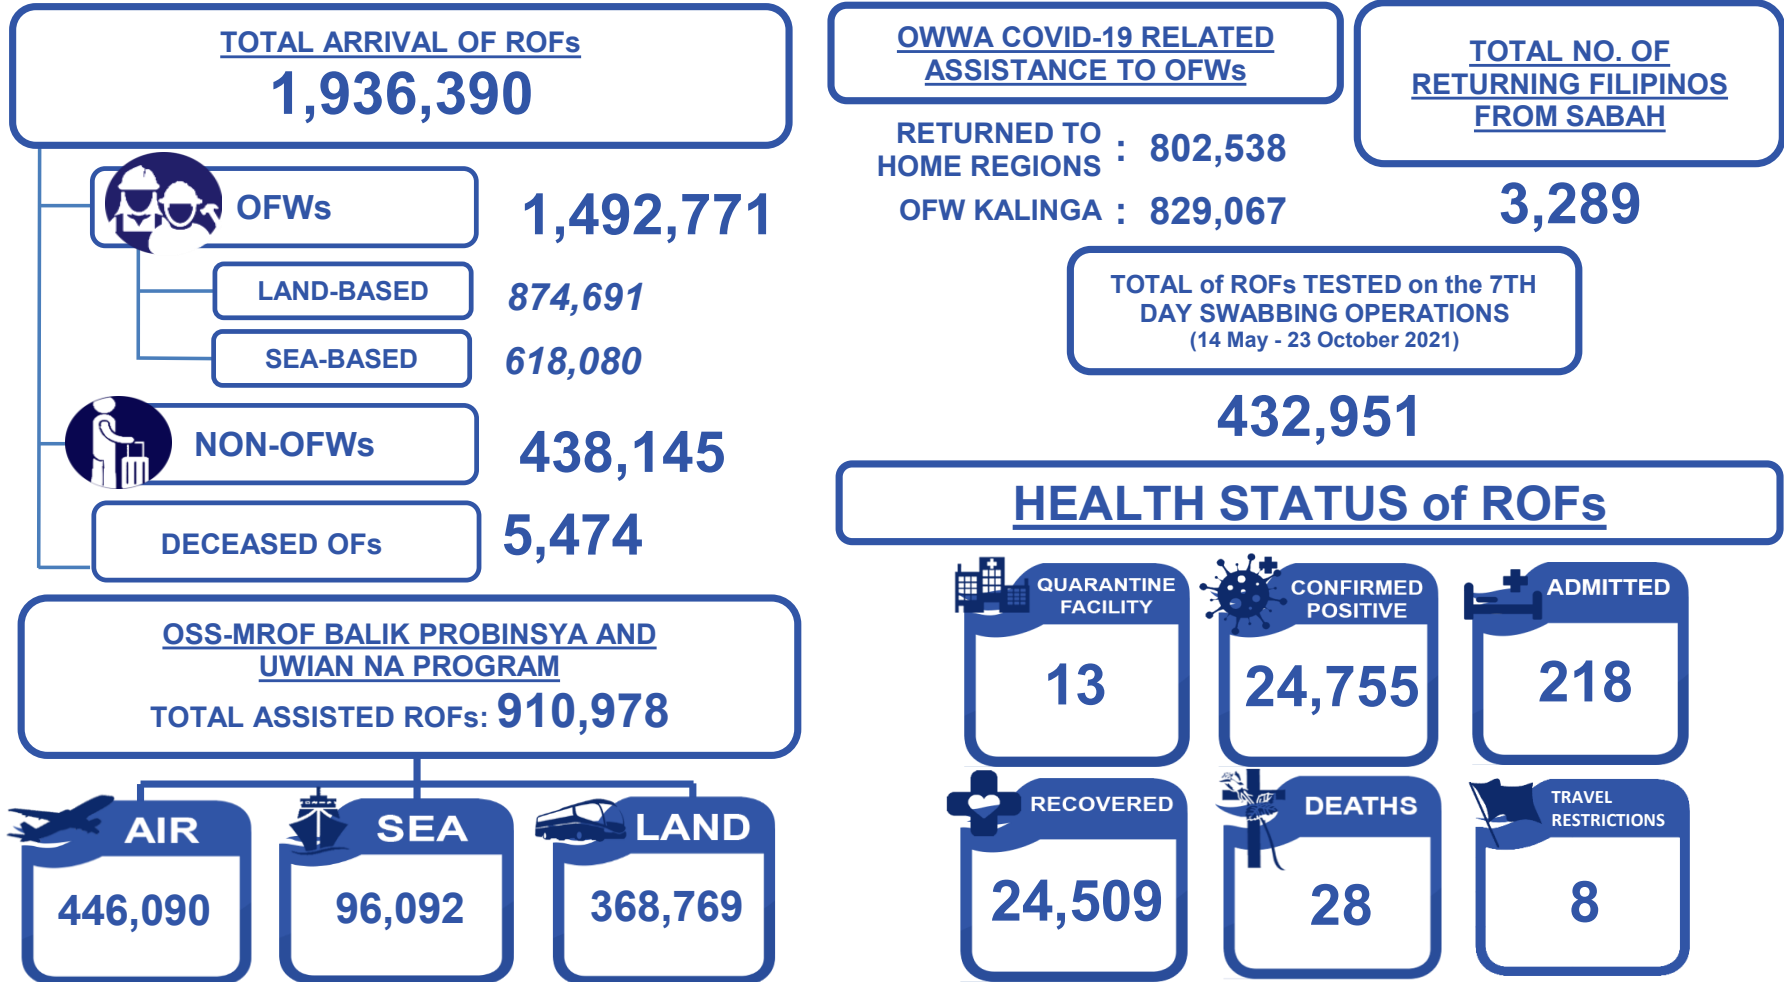 TOTAL ARRIVAL OF ROFs
1,936,390
OFWs
1,492,771
LAND-BASED
874,691
SEA-BASED
618,080
NON-OFWs
438,145
DECEASED OFs
5,474
OSS-MROF BALIK PROBINSYA AND
UWIAN NA PROGRAM
TOTAL ASSISTED ROFs: 910,978
AIR
446,090
SEA
96,092
LAND
368,769
OWWA COVID-19 RELATED
ASSISTANCE TO OFWs
RETURNED TO
HOME REGIONS : 802,538
OFW KALINGA : 829,067
TOTAL NO. OF
RETURNING FILIPINOS
FROM SABAH
3,289
TOTAL of ROFs TESTED on the 7TH
DAY SWABBING OPERATIONS
(14 May - 23 October 2021)
432,951
HEALTH STATUS of ROFs
QUARANTINE
FACILITY
13
CONFIRMED
POSITIVE
24,755
ADMITTED
218
RECOVERED
24,509
DEATHS
28
TRAVEL
RESTRICTIONS
8